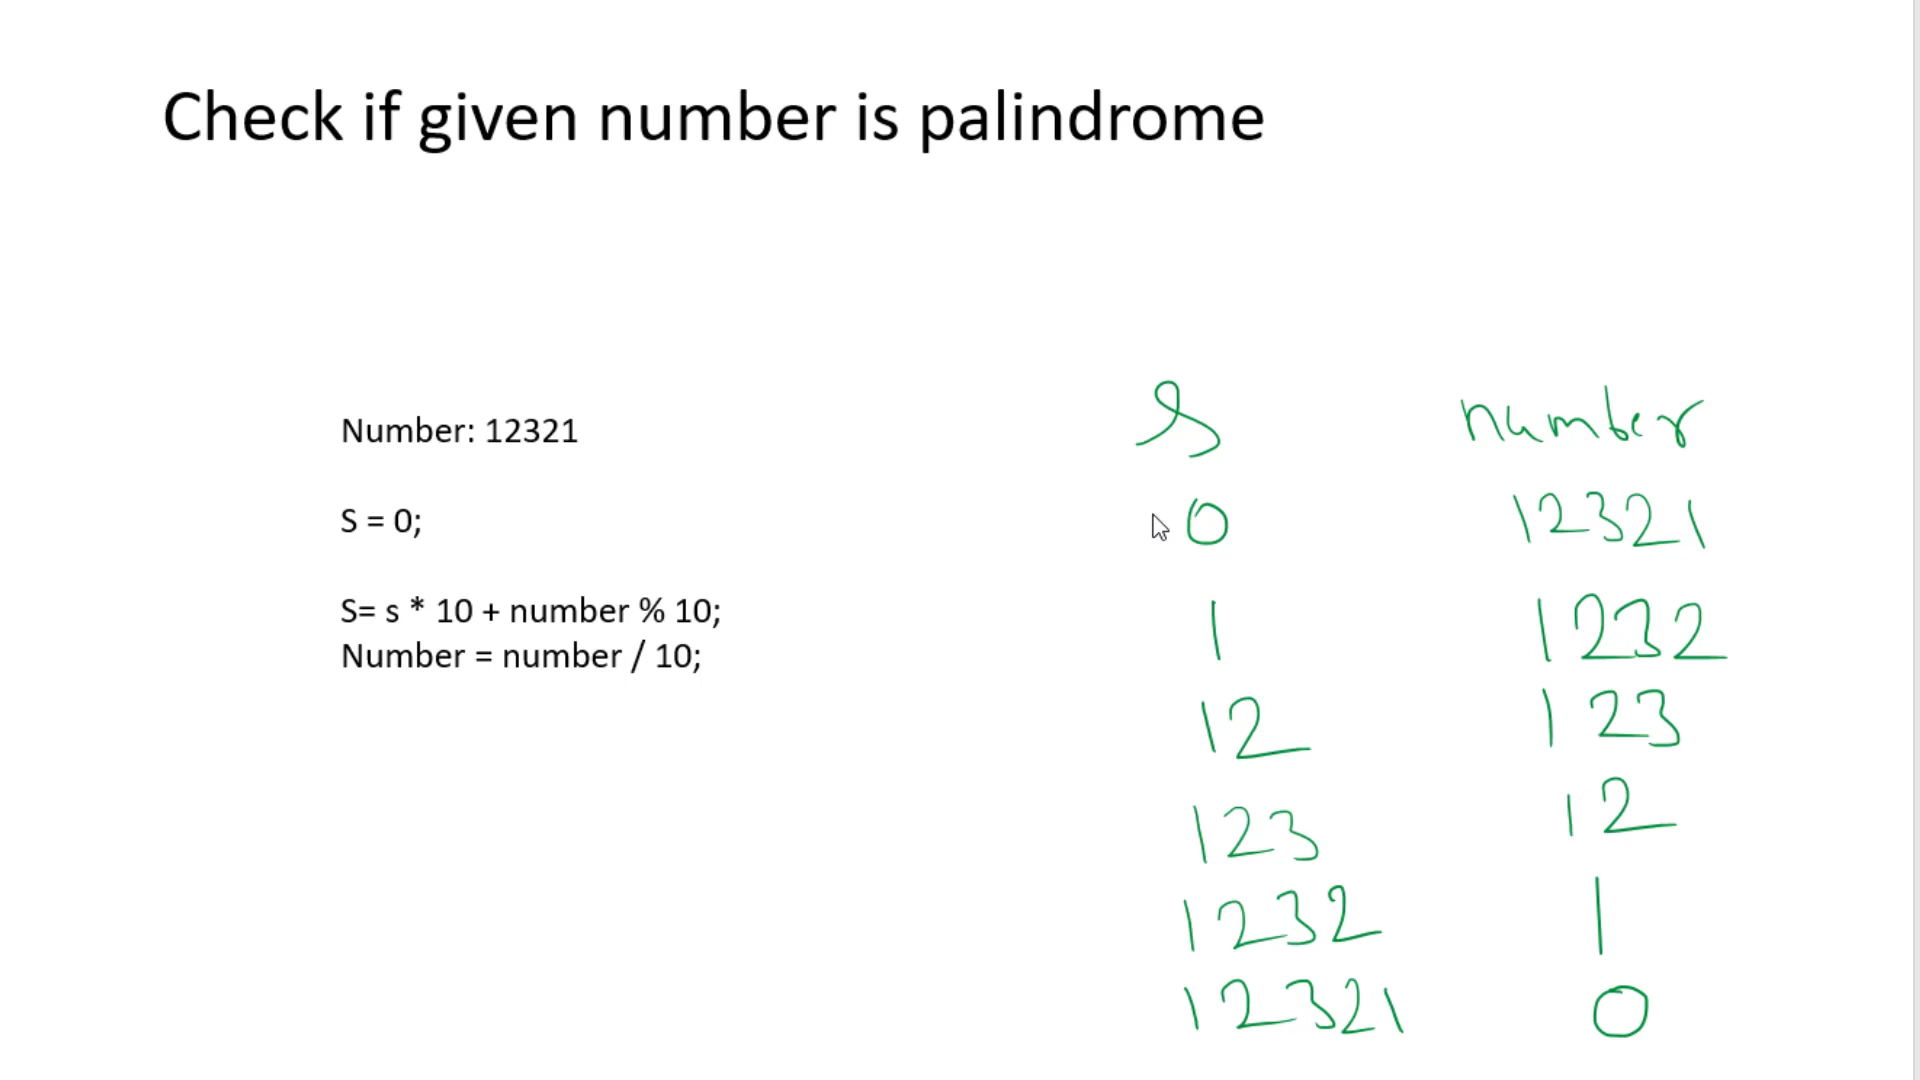 Check if given number is palindrome
Number: 12321
S = 0;
S= s * 10 + number % 10;
Number = number / 10;
S number
0 12321
1 1232
12 123
123 12
1232 1
12321 0